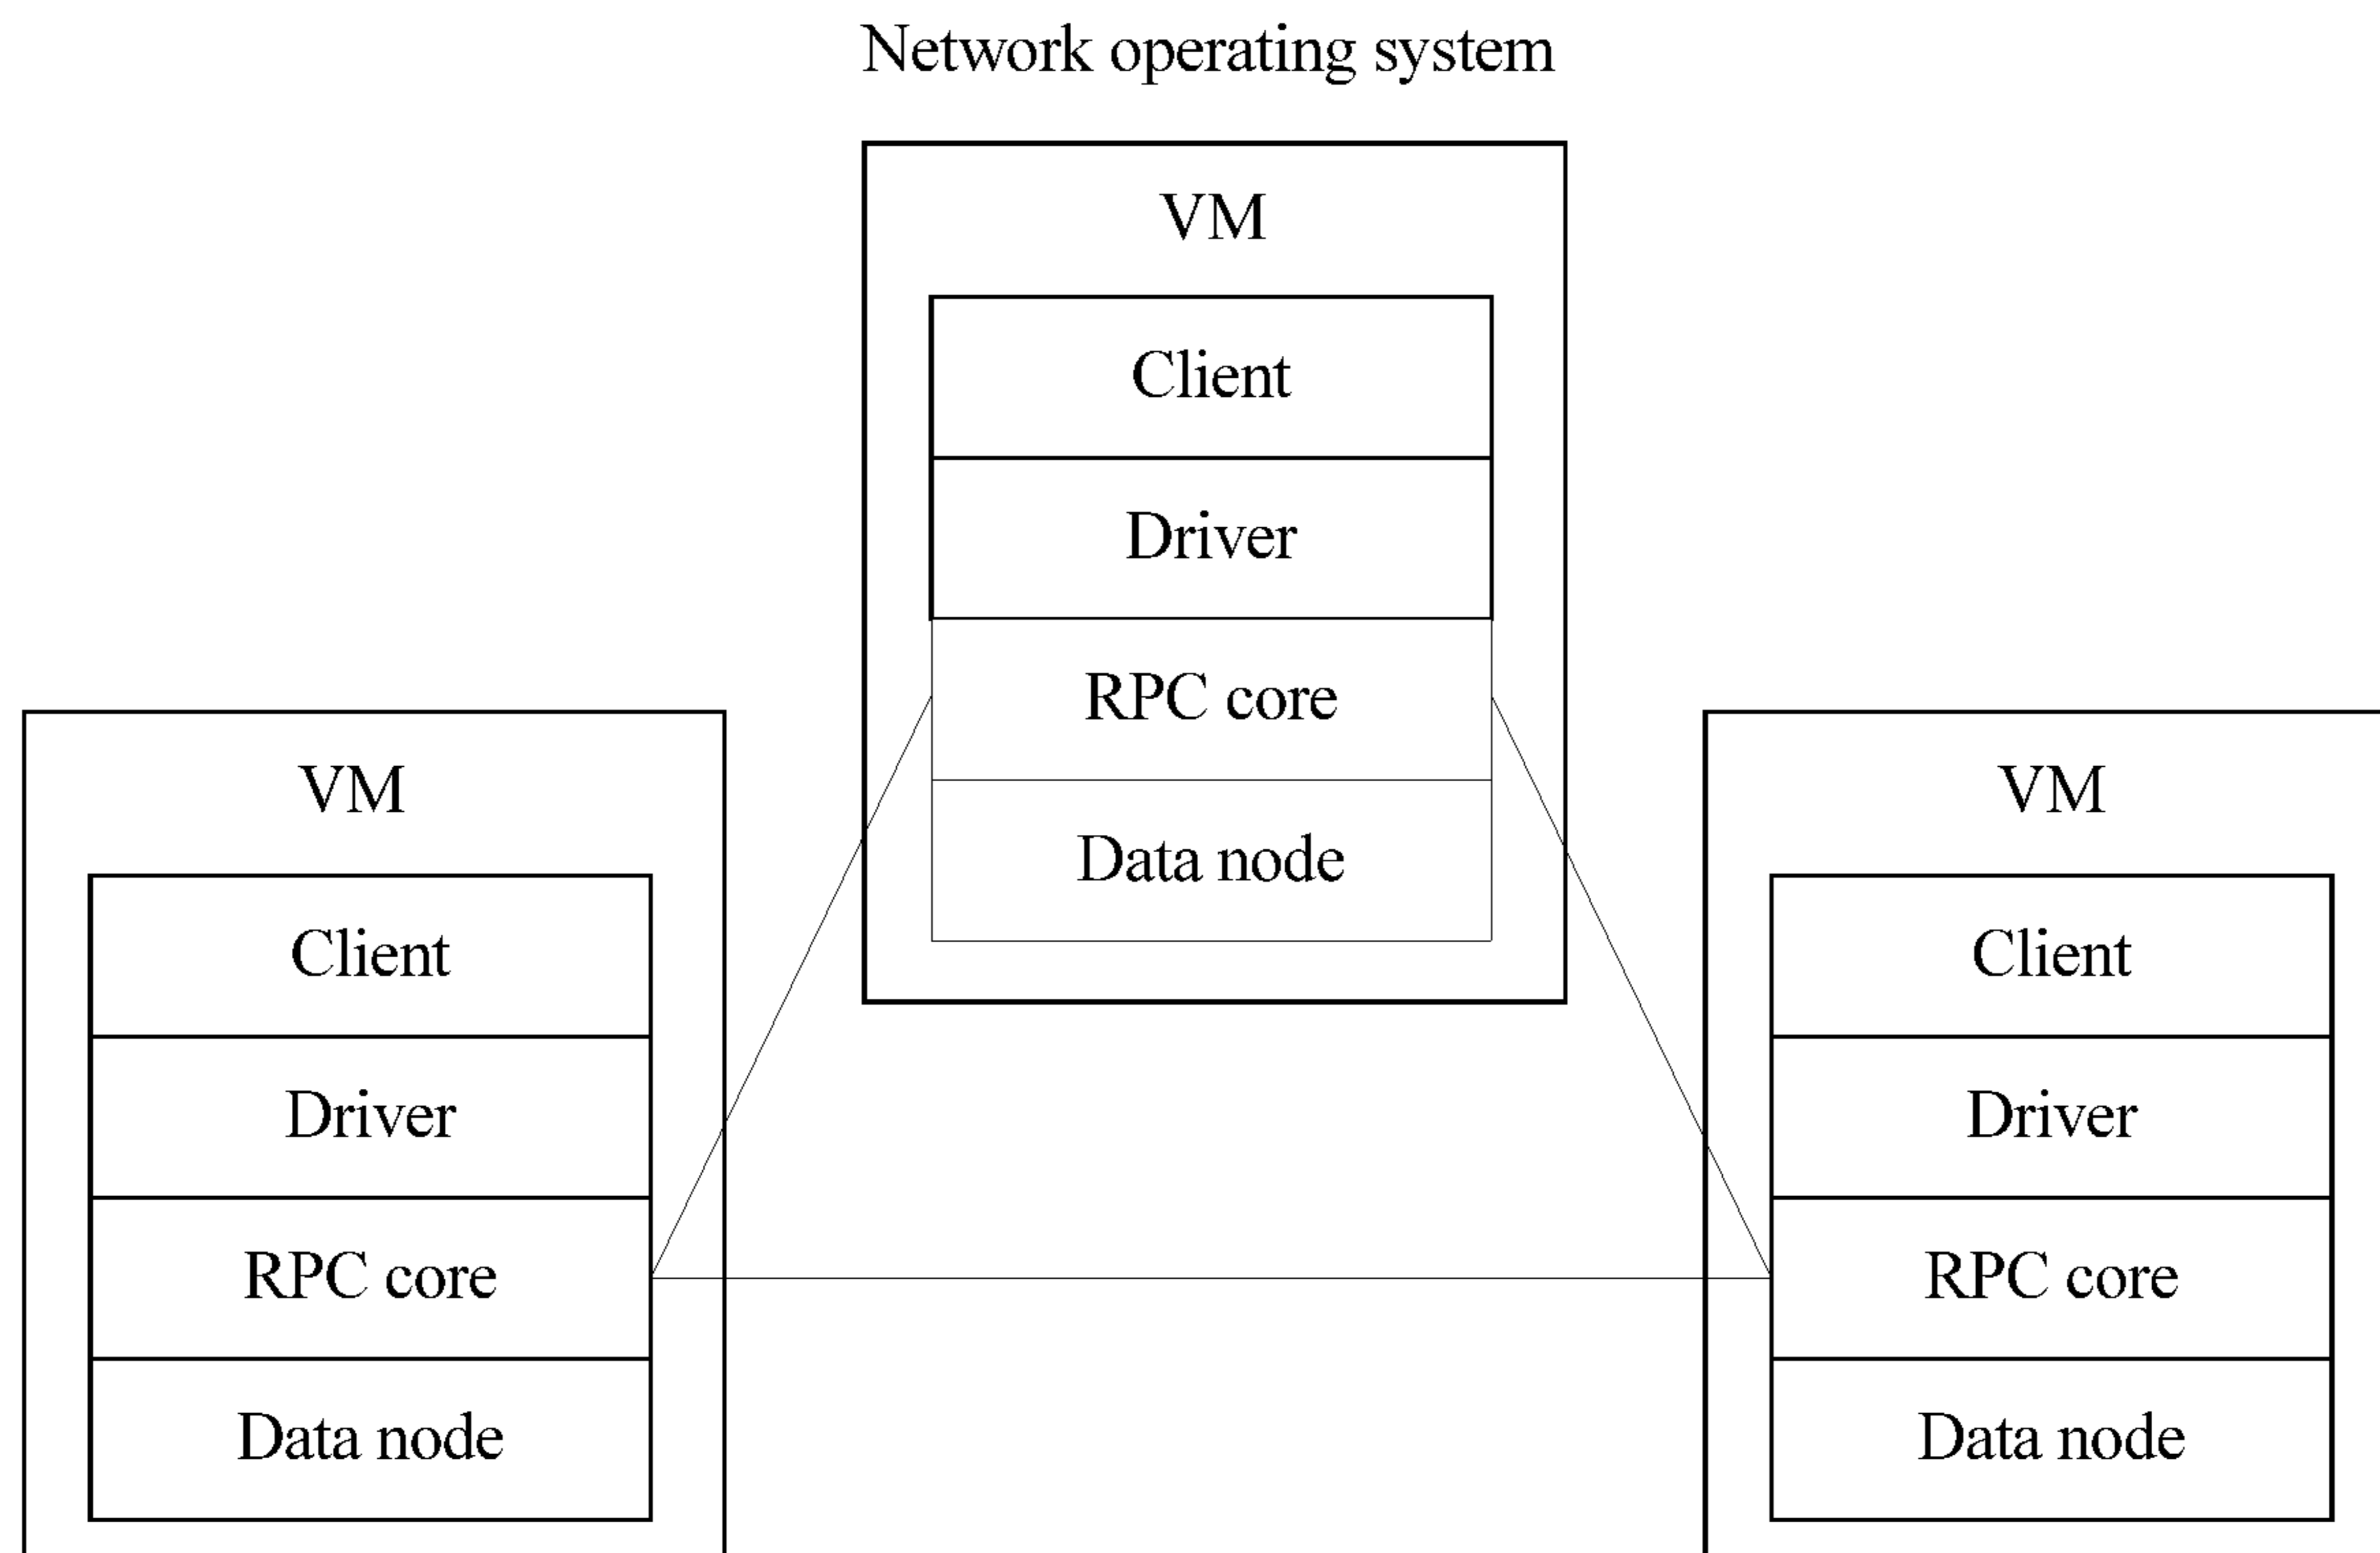 Network operating system
VM
Client
Driver
RPC core
Data node
VM
Client
Driver
RPC core
Data node
VM
Client
Driver
RPC core
Data node